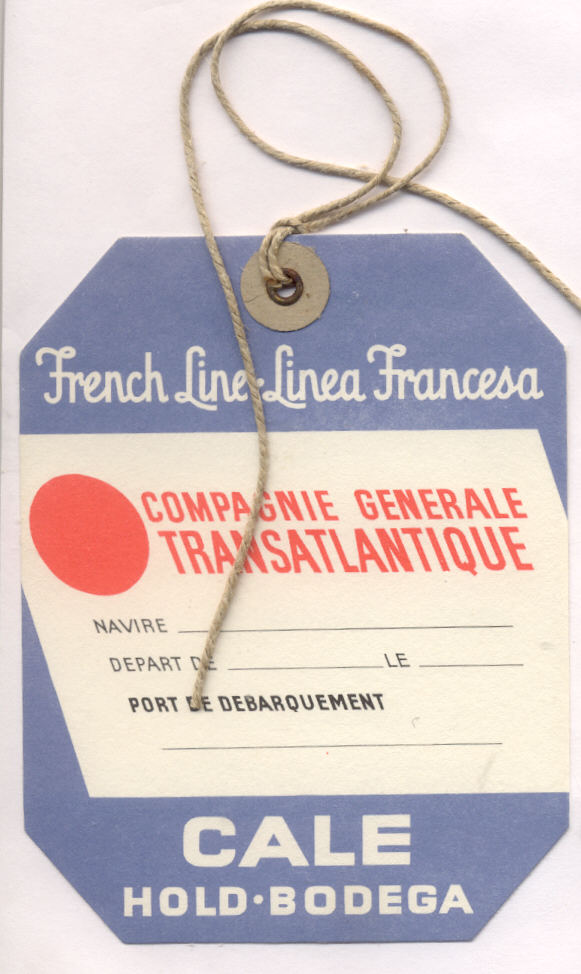 French Line·Linea Francesa
COMPAGNIE GENERALE
TRANSATLANTIQUE
NAVIRE
DEPART DE LE
PORT DE DEBARQUEMENT
CALE
HOLD·BODEGA